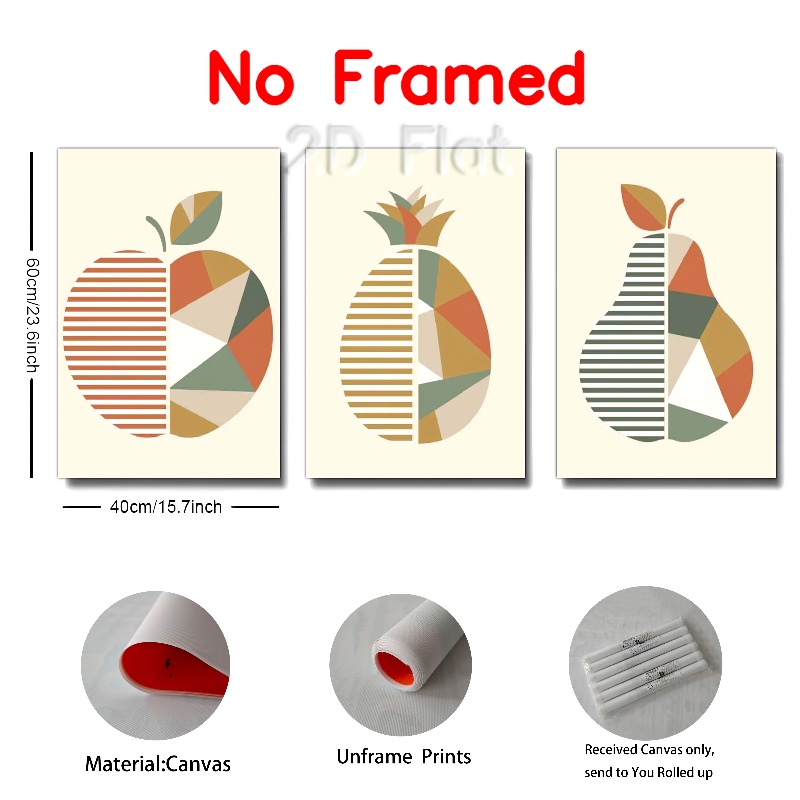 No Framed
2D Flat
60cm/23.6inch
40cm/15.7inch
Material:Canvas
Unframe Prints
Received Canvas only,
send to You Rolled up